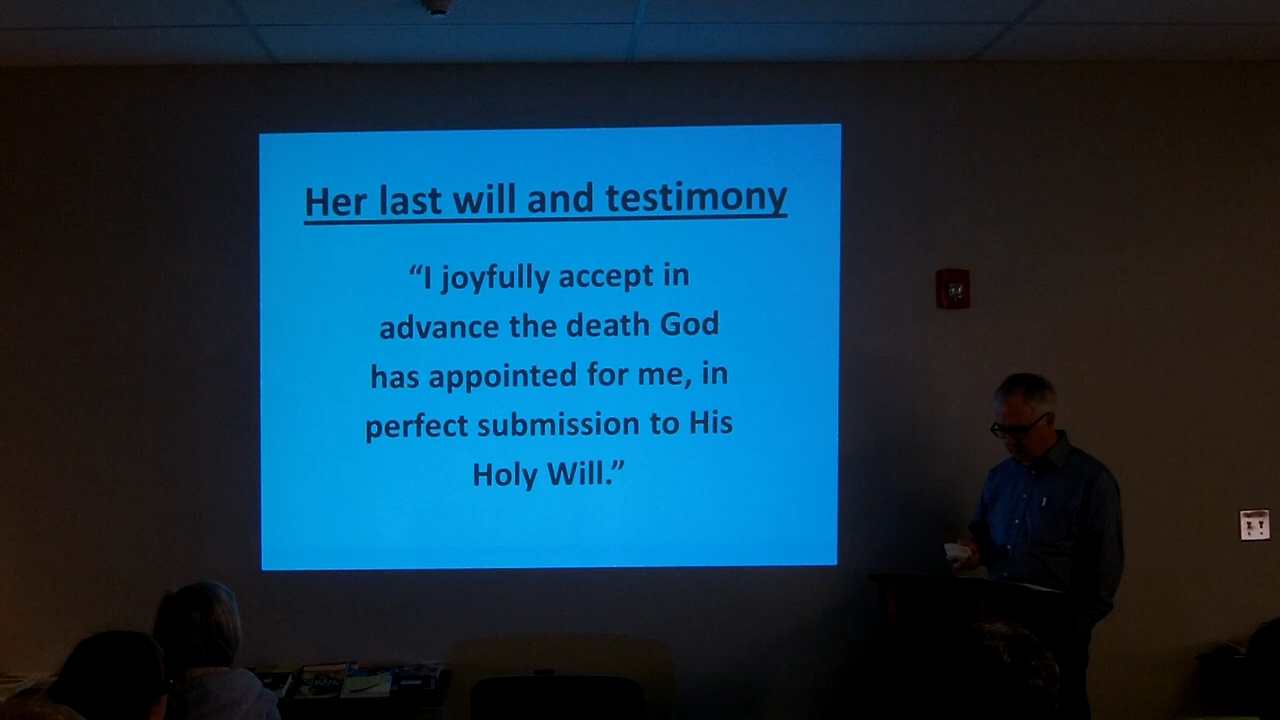 Her last will and testimony
“I joyfully accept in
advance the death God
has appointed for me, in
perfect submission to His
Holy Will.”